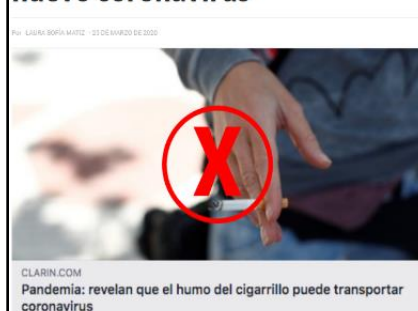 nuevo coronavirus
Por LAURA SOFÍA MATIZ - 25 DE MARZO DE 2020
X
CLARIN.COM
Pandemia: revelan que el humo del cigarrillo puede transportar
coronavirus